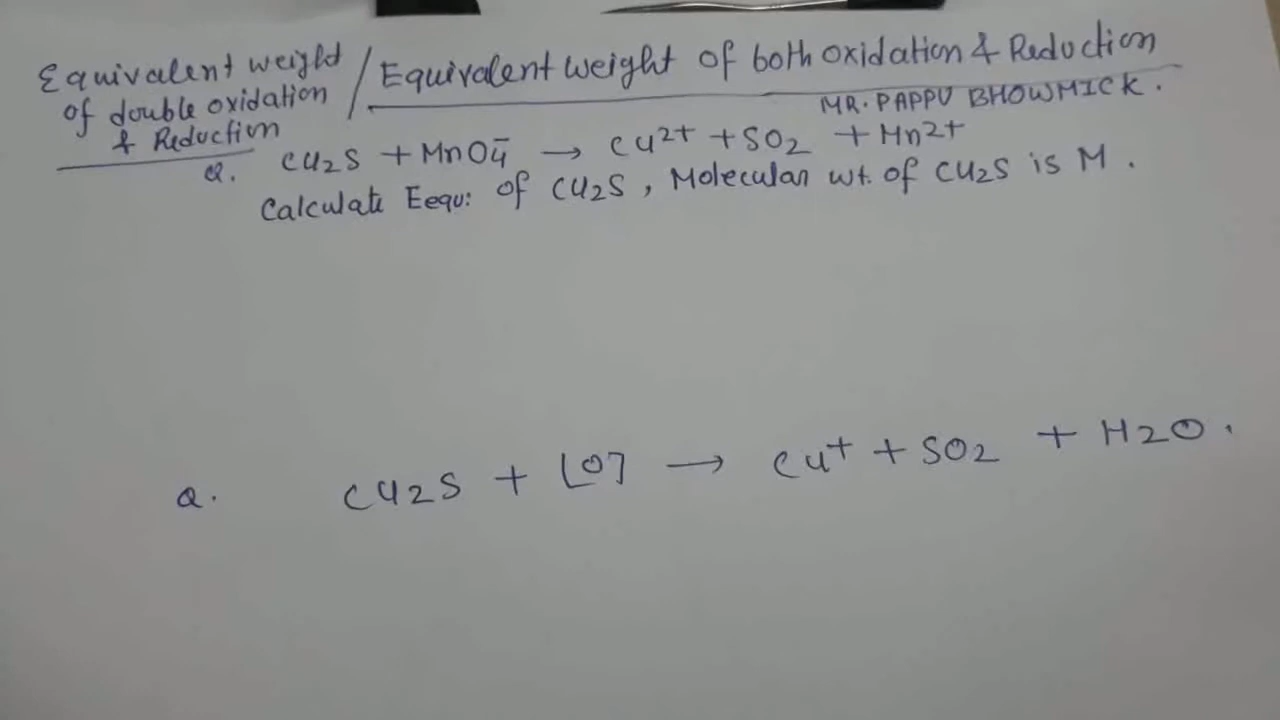 Equivalent weight
of double oxidation
& Reduction
/ Equivalent weight of both oxidation & Reduction
MR. PAPPU BHOWMICK.
Q. CU2S + MnO4⁻ → Cu2+ + SO2 + Mn2+
Calculate Eequ: of CU2S, Molecular wt. of CU2S is M.
Q. CU2S + [O] → Cu+ + SO2 + H2O.